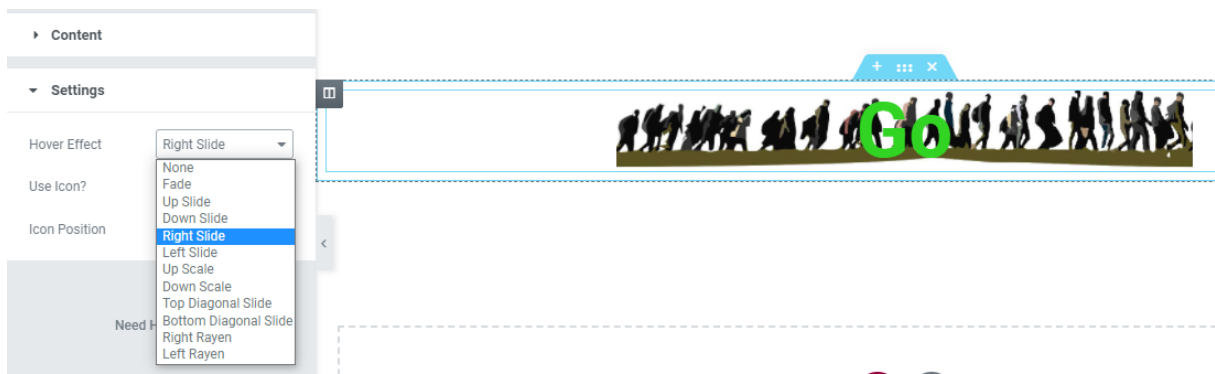 Content
Settings
Hover Effect
Right Slide
None
Fade
Up Slide
Down Slide
Right Slide
Left Slide
Up Scale
Down Scale
Top Diagonal Slide
Bottom Diagonal Slide
Right Rayen
Left Rayen
Use Icon?
Icon Position
Need
Go